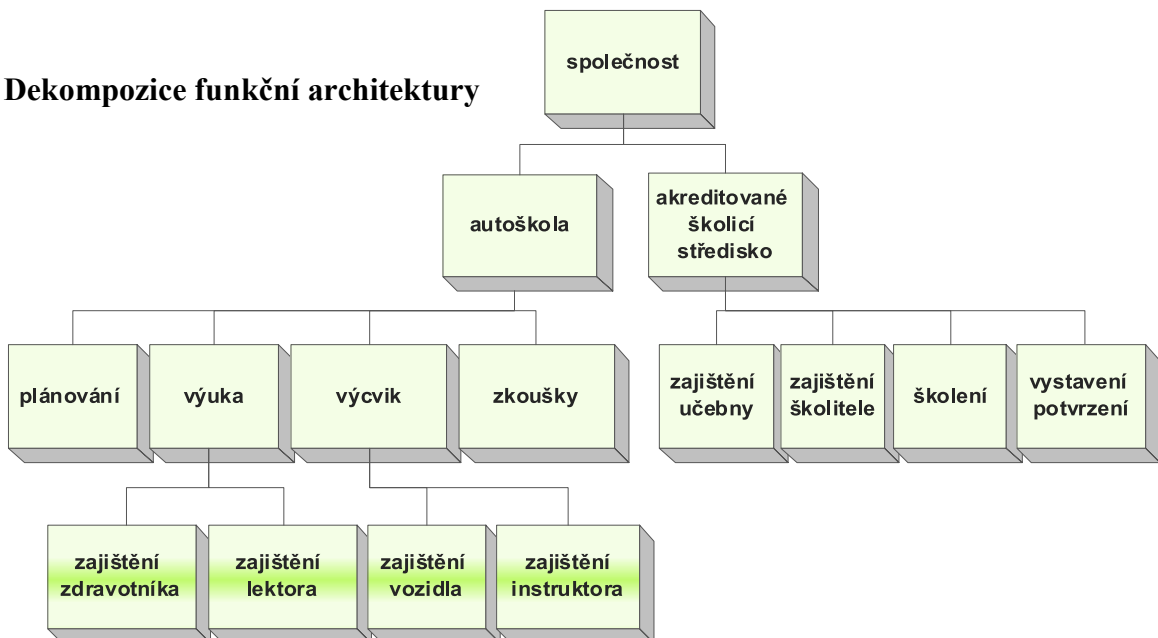 společnost
Dekompozice funkční architektury
autoškola
akreditované
školicí
středisko
plánování
výuka
výcvik
zkoušky
zajištění
učebny
zajištění
školitele
školení
vystavení
potvrzení
zajištění
zdravotníka
zajištění
lektora
zajištění
vozidla
zajištění
instruktora